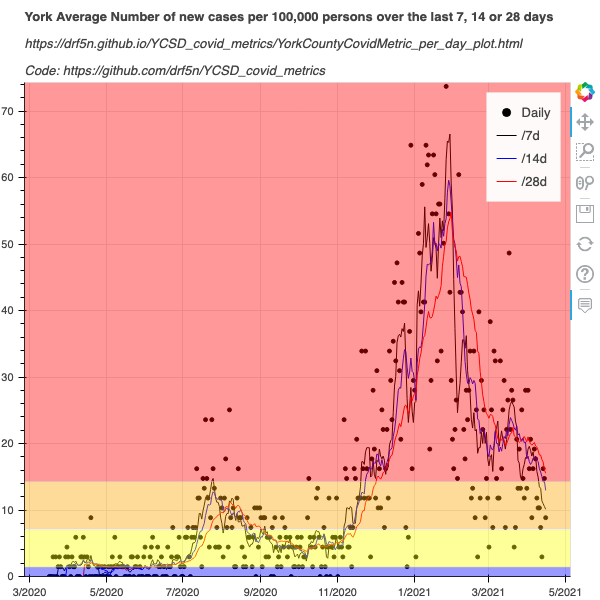 York Average Number of new cases per 100,000 persons over the last 7, 14 or 28 days
https://drf5n.github.io/YCSD_covid_metrics/YorkCountyCovidMetric_per_day_plot.html
Code: https://github.com/drf5n/YCSD_covid_metrics
Daily
/7d
/14d
/28d
70
60
50
40
30
20
10
0
3/2020 5/2020 7/2020 9/2020 11/2020 1/2021 3/2021 5/2021